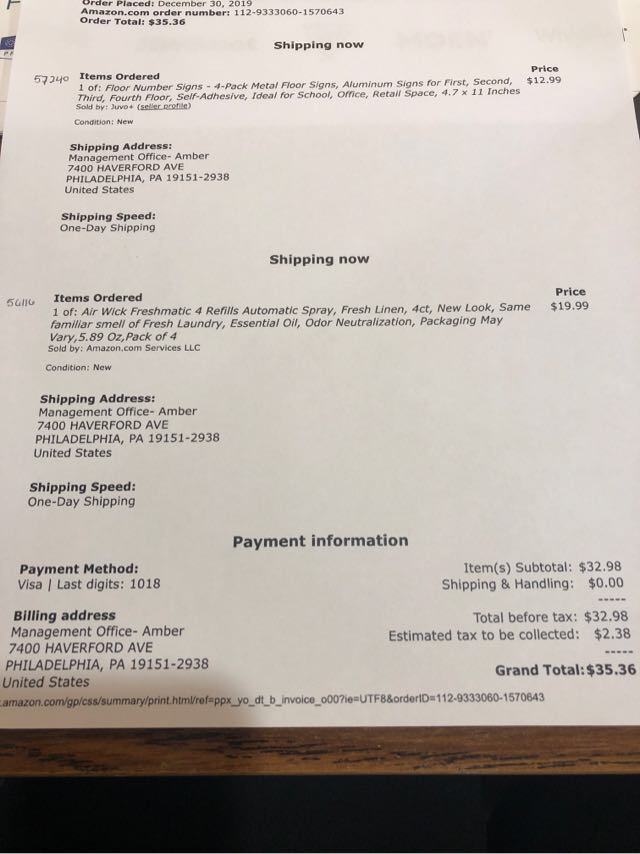 Order Placed: December 30, 2019
Amazon.com order number: 112-9333060-1570643
Order Total: $35.36
Shipping now
57240 Items Ordered Price
1 of: Floor Number Signs - 4-Pack Metal Floor Signs, Aluminum Signs for First, Second, $12.99
Third, Fourth Floor, Self-Adhesive, Ideal for School, Office, Retail Space, 4.7 x 11 Inches
Sold by: Juvo+ (seller profile)
Condition: New
Shipping Address:
Management Office- Amber
7400 HAVERFORD AVE
PHILADELPHIA, PA 19151-2938
United States
Shipping Speed:
One-Day Shipping
Shipping now
56116 Items Ordered Price
1 of: Air Wick Freshmatic 4 Refills Automatic Spray, Fresh Linen, 4ct, New Look, Same $19.99
familiar smell of Fresh Laundry, Essential Oil, Odor Neutralization, Packaging May
Vary,5.89 Oz,Pack of 4
Sold by: Amazon.com Services LLC
Condition: New
Shipping Address:
Management Office- Amber
7400 HAVERFORD AVE
PHILADELPHIA, PA 19151-2938
United States
Shipping Speed:
One-Day Shipping
Payment information
Payment Method: Item(s) Subtotal: $32.98
Visa | Last digits: 1018 Shipping & Handling: $0.00
-----
Billing address Total before tax: $32.98
Management Office- Amber Estimated tax to be collected: $2.38
7400 HAVERFORD AVE -----
PHILADELPHIA, PA 19151-2938 Grand Total:$35.36
United States
.amazon.com/gp/css/summary/print.html/ref=ppx_yo_dt_b_invoice_o00?ie=UTF8&orderID=112-9333060-1570643